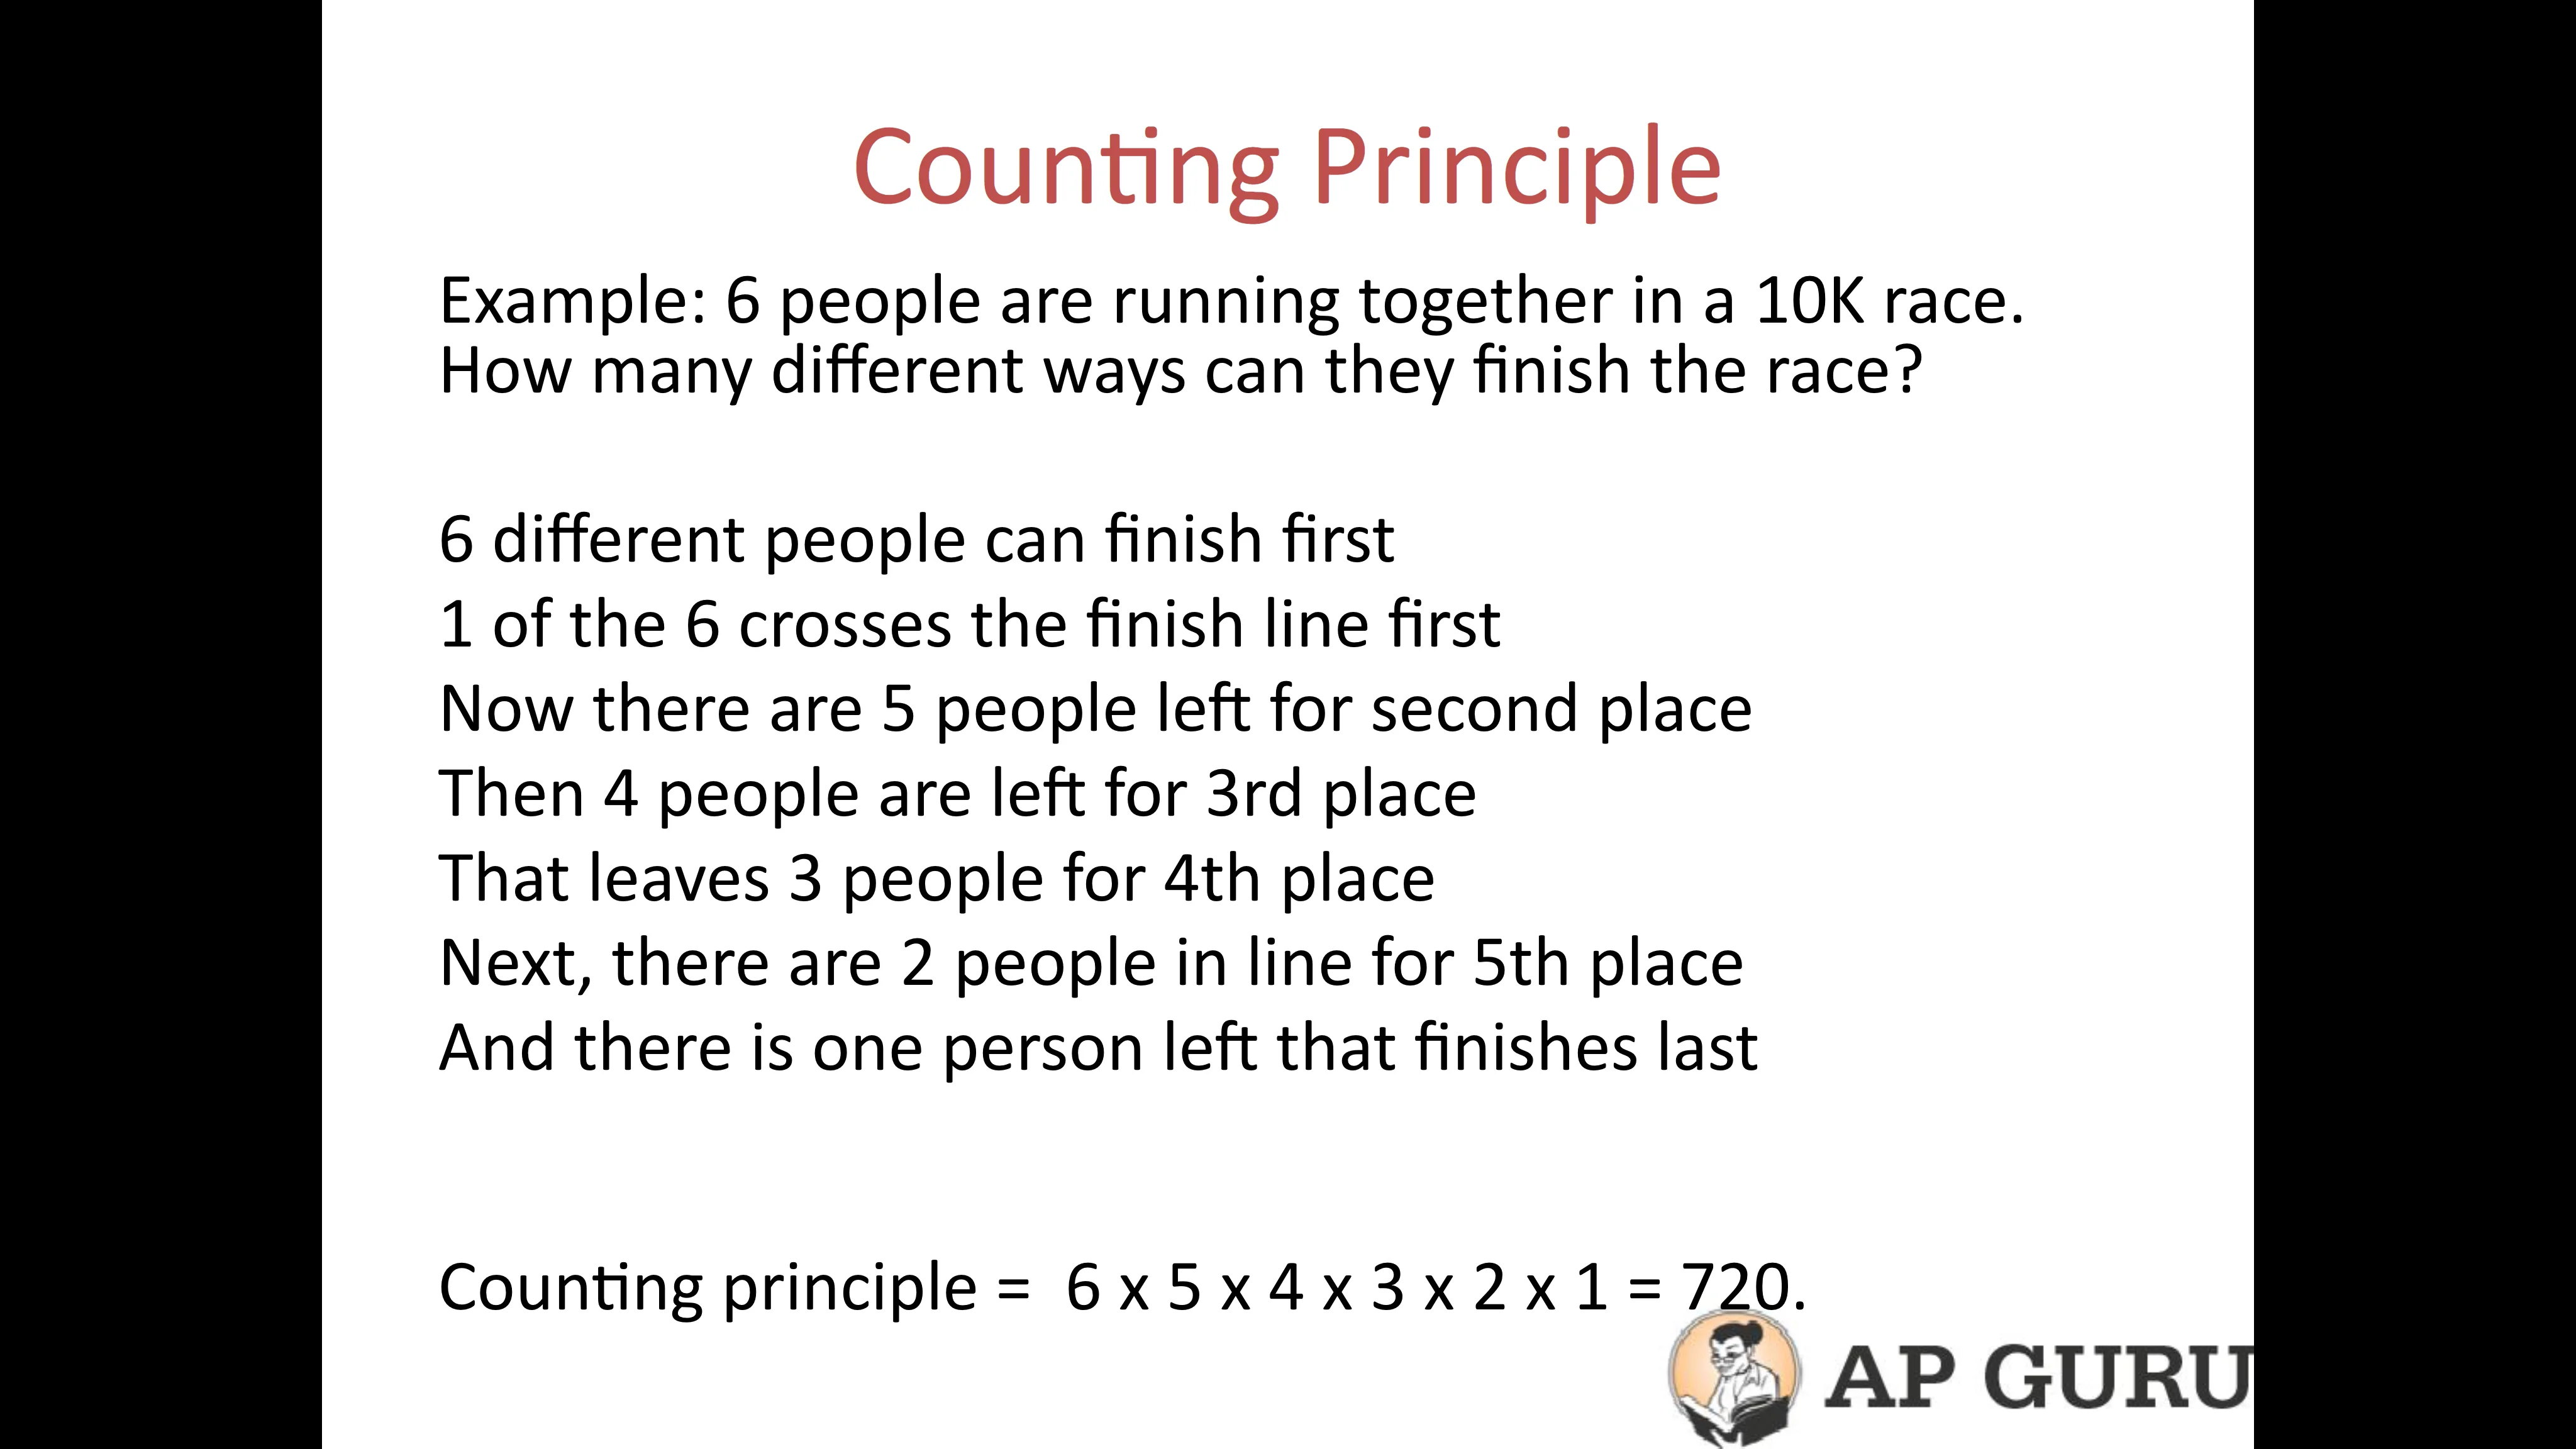 Counting Principle
Example: 6 people are running together in a 10K race.
How many different ways can they finish the race?
6 different people can finish first
1 of the 6 crosses the finish line first
Now there are 5 people left for second place
Then 4 people are left for 3rd place
That leaves 3 people for 4th place
Next, there are 2 people in line for 5th place
And there is one person left that finishes last
Counting principle = 6 x 5 x 4 x 3 x 2 x 1 = 720.
AP GURU